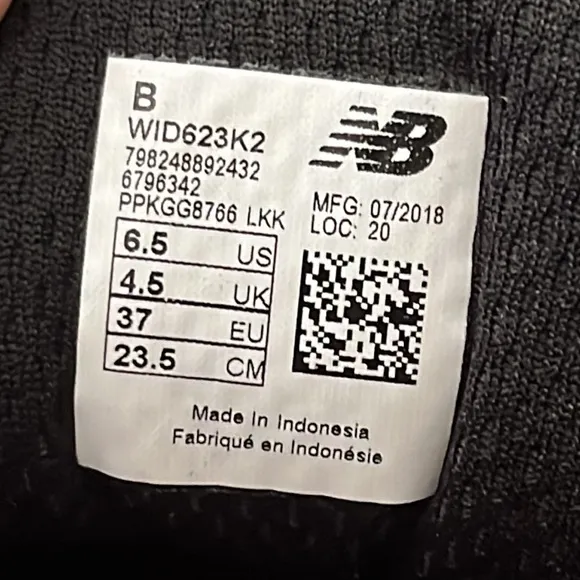 B
WID623K2
798248892432
6796342
PPKGG8766 LKK
6.5 US
4.5 UK
37 EU
23.5 CM
NB
MFG: 07/2018
LOC: 20
Made In Indonesia
Fabriqué en Indonésie